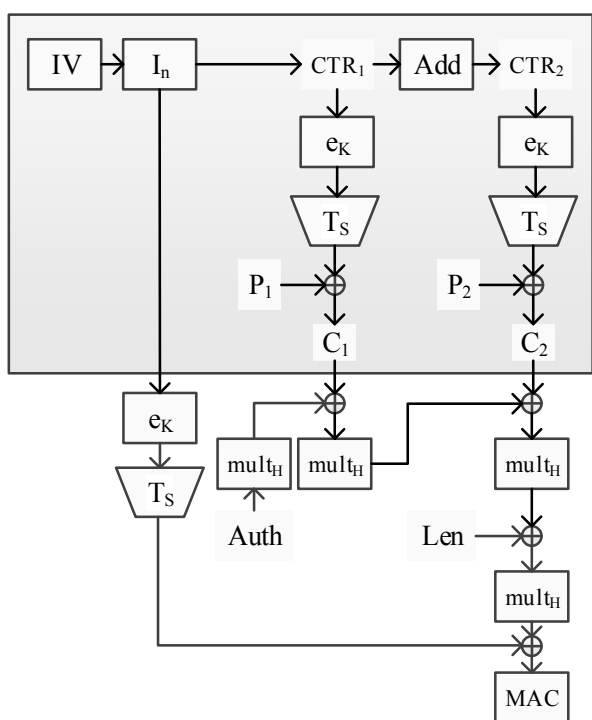 IV I_n CTR_1 Add CTR_2
e_K e_K
T_S T_S
P_1 P_2
C_1 C_2
e_K
mult_H mult_H mult_H
T_S
Auth Len
mult_H
MAC